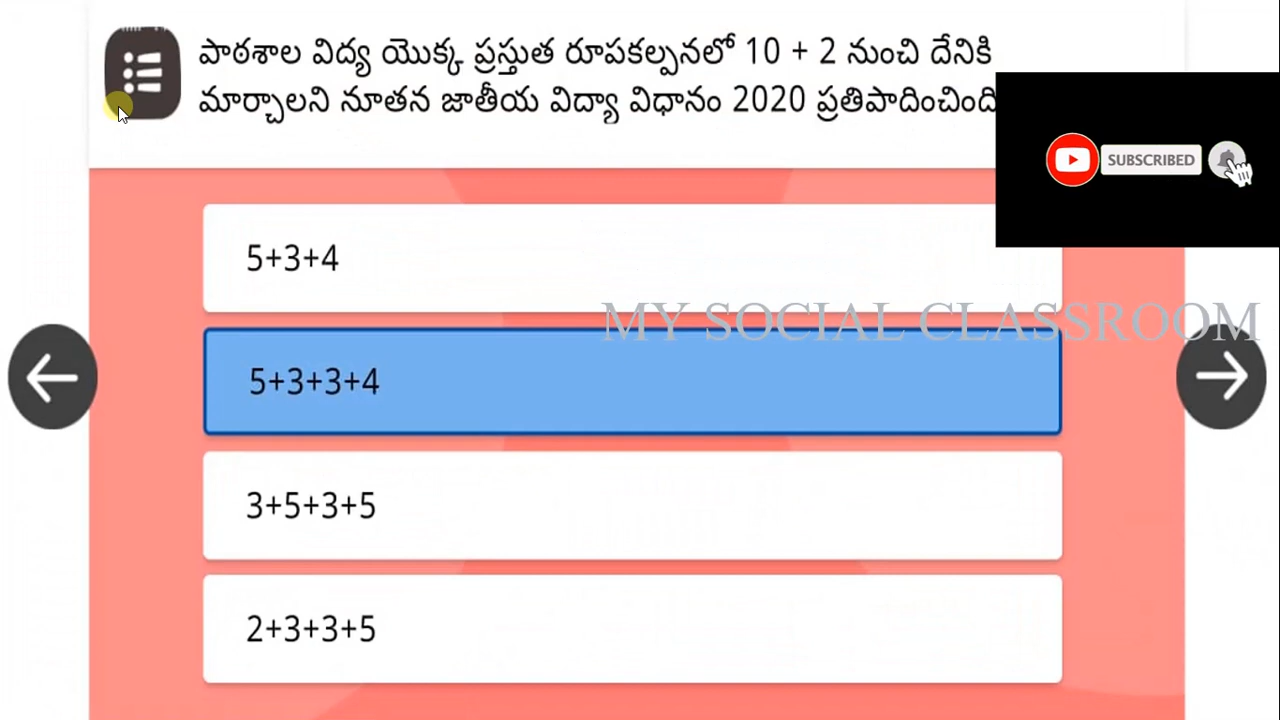 పాఠశాల విద్య యొక్క ప్రస్తుత రూపకల్పనలో 10 + 2 నుంచి దేనికి
మార్చాలని నూతన జాతీయ విద్యా విధానం 2020 ప్రతిపాదించింది
SUBSCRIBED
5+3+4
MY SOCIAL CLASSROOM
5+3+3+4
3+5+3+5
2+3+3+5